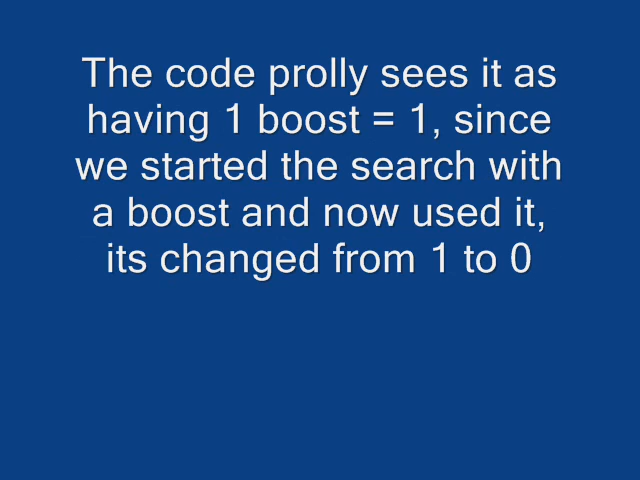 The code prolly sees it as
having 1 boost = 1, since
we started the search with
a boost and now used it,
its changed from 1 to 0